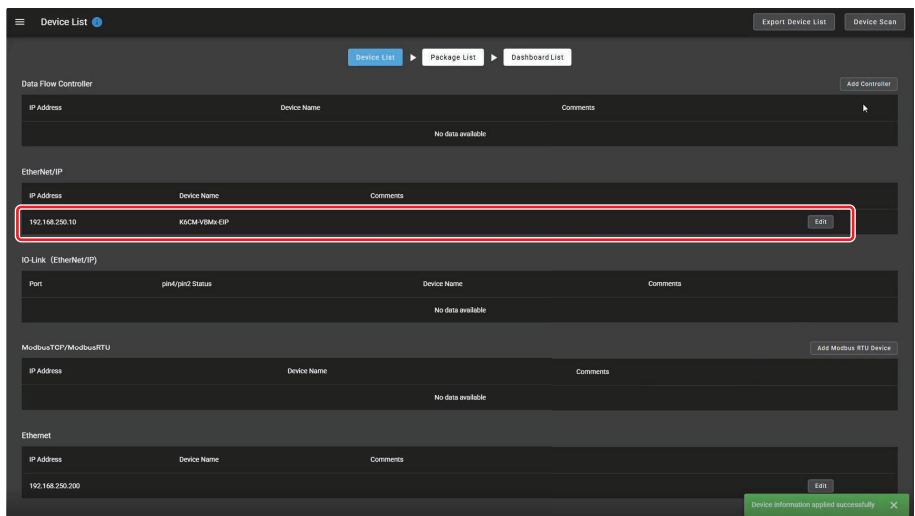 Device List i
Export Device List Device Scan
Device List Package List Dashboard List
Data Flow Controller Add Controller
IP Address Device Name Comments
No data available
EtherNet/IP
IP Address Device Name Comments
192.168.250.10 K6CM-VBMx-EIP Edit
IO-Link (EtherNet/IP)
Port pin4/pin2 Status Device Name Comments
No data available
ModbusTCP/ModbusRTU Add Modbus RTU Device
IP Address Device Name Comments
No data available
Ethernet
IP Address Device Name Comments
192.168.250.200 Edit
Device information applied successfully